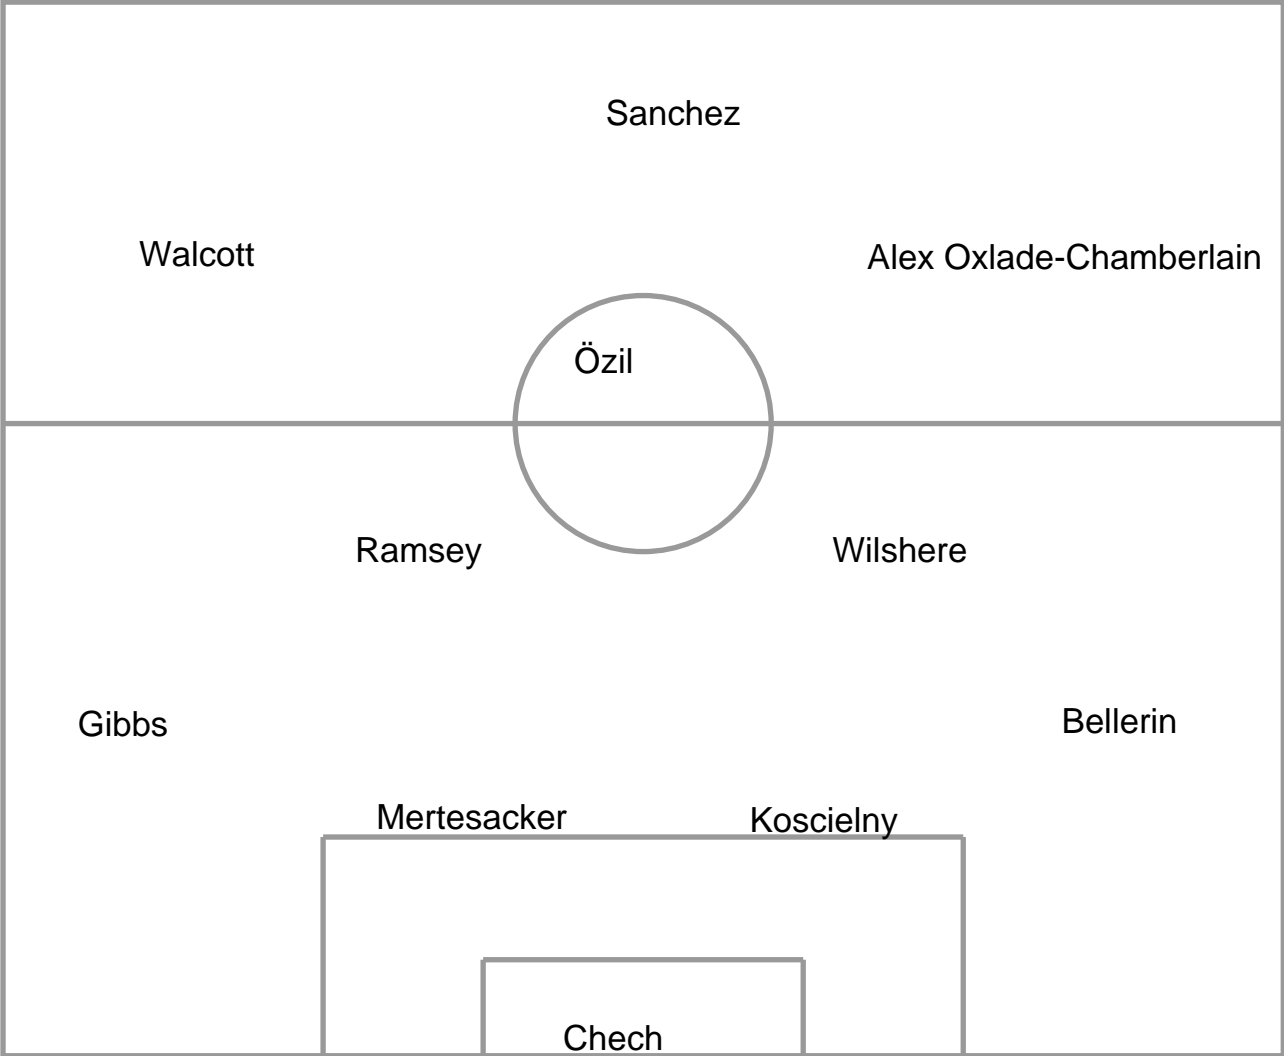 Sanchez
Walcott
Alex Oxlade-Chamberlain
Özil
Ramsey
Wilshere
Gibbs
Bellerin
Mertesacker
Koscielny
Chech